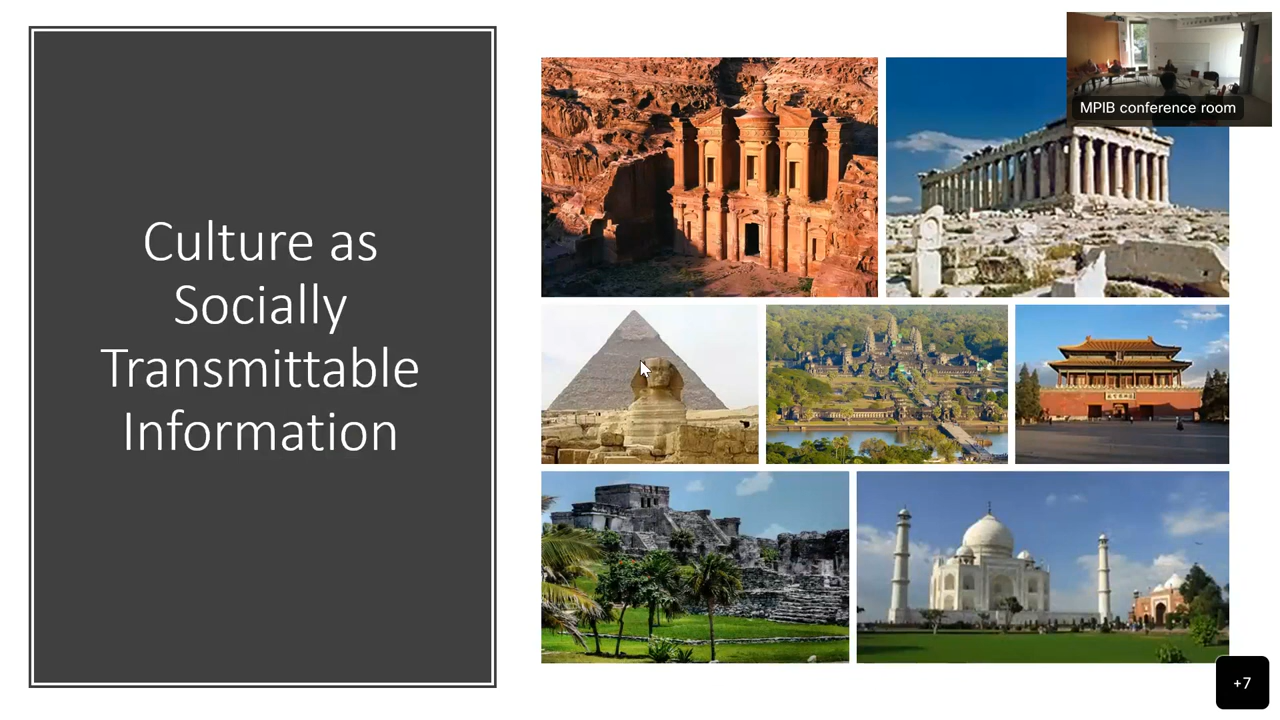 Culture as
Socially
Transmittable
Information
MPIB conference room
+7